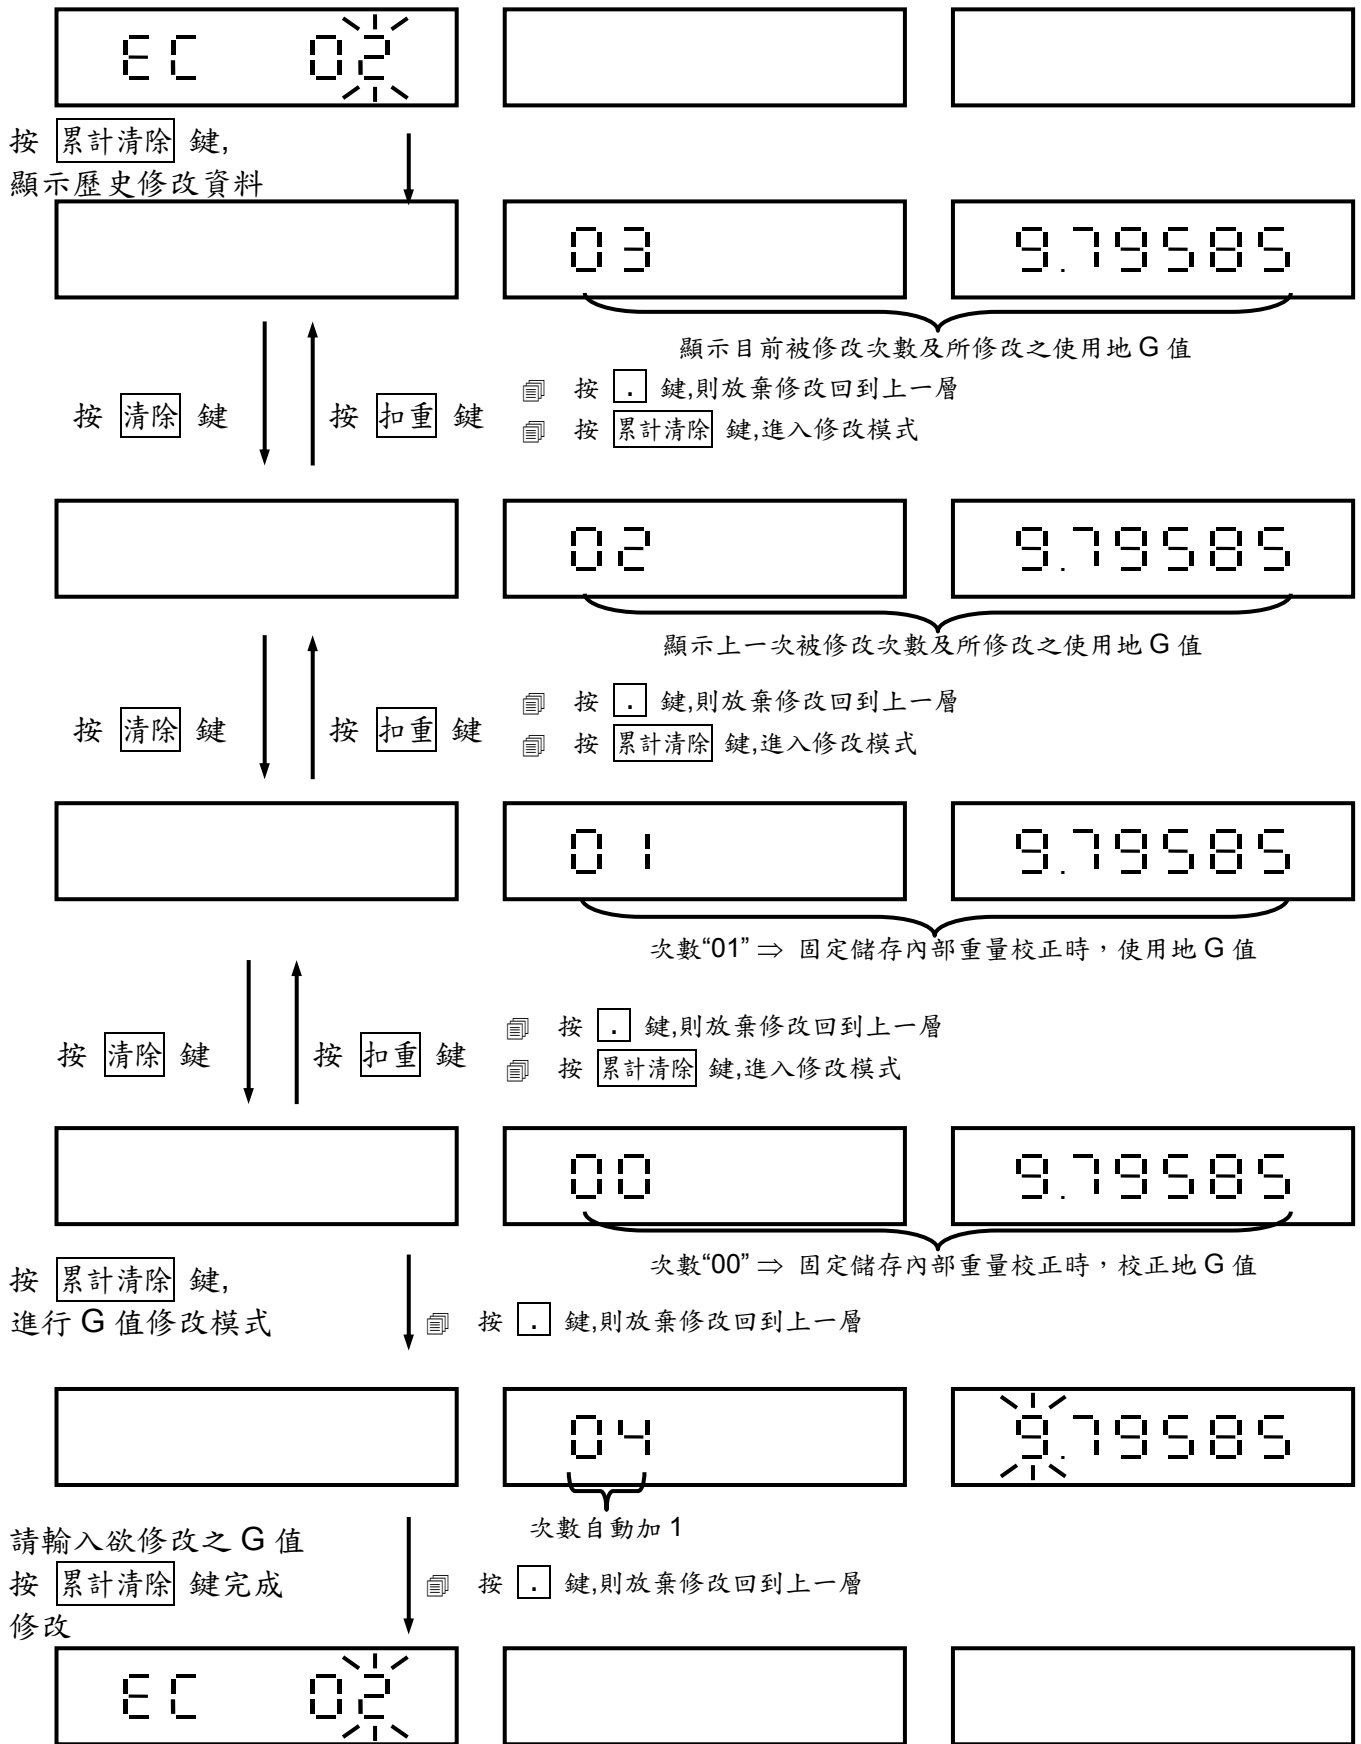 EC 02
按 累計清除 鍵,
顯示歷史修改資料
03 9.79585
顯示目前被修改次數及所修改之使用地 G 值
按 清除 鍵 按 扣重 鍵
按 . 鍵,則放棄修改回到上一層
按 累計清除 鍵,進入修改模式
02 9.79585
顯示上一次被修改次數及所修改之使用地 G 值
按 清除 鍵 按 扣重 鍵
按 . 鍵,則放棄修改回到上一層
按 累計清除 鍵,進入修改模式
01 9.79585
次數“01” ⇒ 固定儲存內部重量校正時，使用地 G 值
按 清除 鍵 按 扣重 鍵
按 . 鍵,則放棄修改回到上一層
按 累計清除 鍵,進入修改模式
00 9.79585
次數“00” ⇒ 固定儲存內部重量校正時，校正地 G 值
按 累計清除 鍵,
進行 G 值修改模式
按 . 鍵,則放棄修改回到上一層
04 9.79585
次數自動加 1
請輸入欲修改之 G 值
按 累計清除 鍵完成
修改
按 . 鍵,則放棄修改回到上一層
EC 02